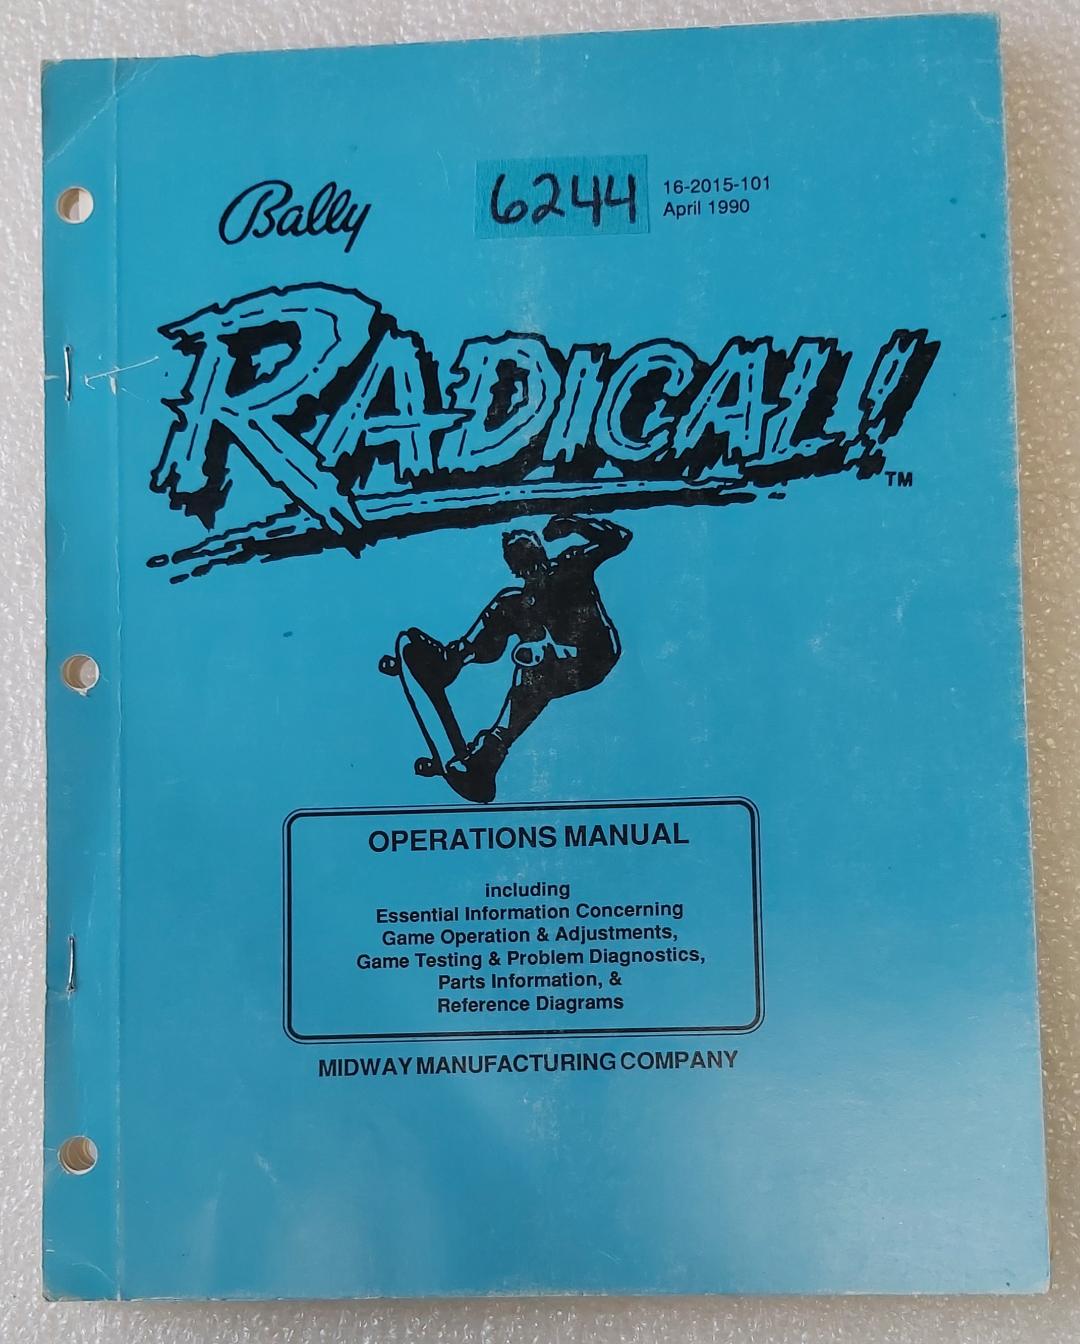 Bally
6244
16-2015-101
April 1990
RADICAL!
TM
OPERATIONS MANUAL
including
Essential Information Concerning
Game Operation & Adjustments,
Game Testing & Problem Diagnostics,
Parts Information, &
Reference Diagrams
MIDWAY MANUFACTURING COMPANY